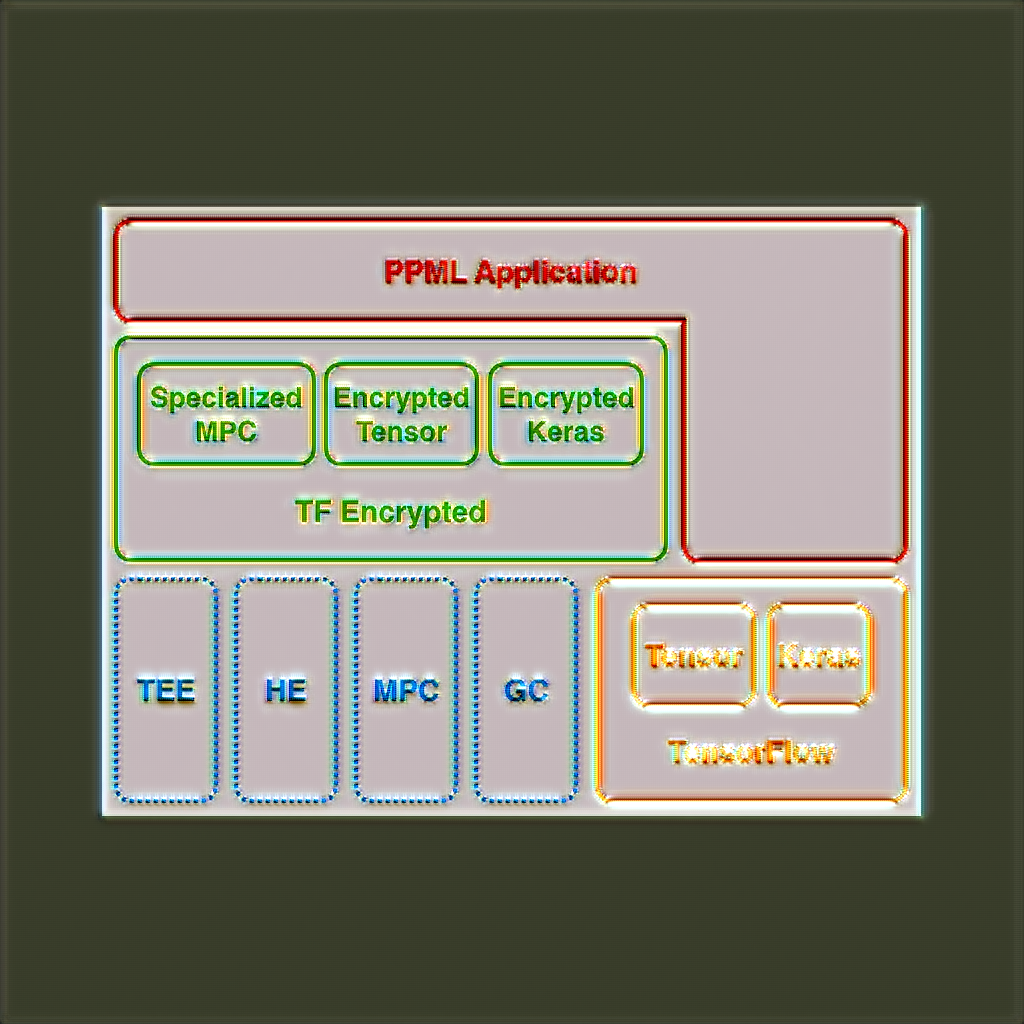 PPML Application
Specialized
MPC
Encrypted
Tensor
Encrypted
Keras
TF Encrypted
TEE
HE
MPC
GC
Tensor
Keras
TensorFlow